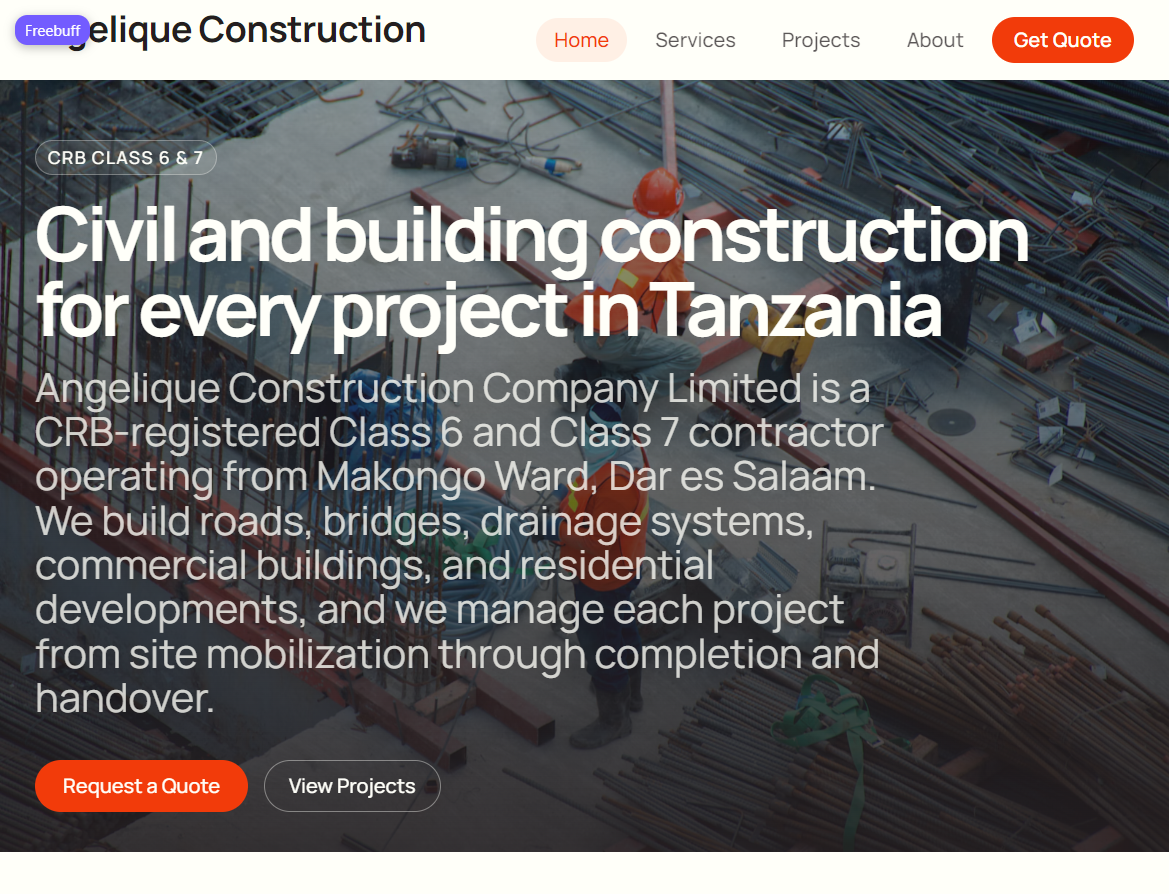 Freebuff
gelique Construction
Home
Services
Projects
About
Get Quote
CRB CLASS 6 & 7
Civil and building construction
for every project in Tanzania
Angelique Construction Company Limited is a
CRB-registered Class 6 and Class 7 contractor
operating from Makongo Ward, Dar es Salaam.
We build roads, bridges, drainage systems,
commercial buildings, and residential
developments, and we manage each project
from site mobilization through completion and
handover.
Request a Quote
View Projects